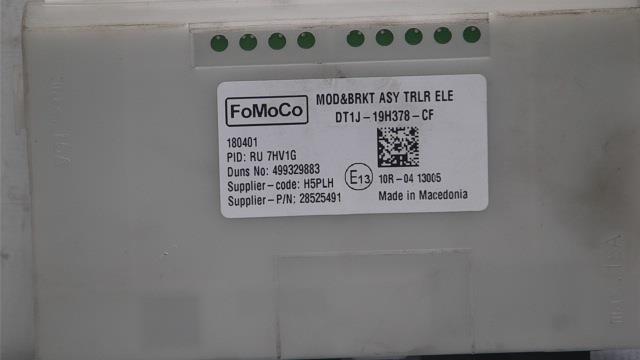 FoMoCo
MOD&BRKT ASY TRLR ELE
DT1J-19H378-CF
180401
PID: RU 7HV1G
Duns No: 499329883
Supplier-code: H5PLH
Supplier-P/N: 28525491
E13
10R-04 13005
Made in Macedonia